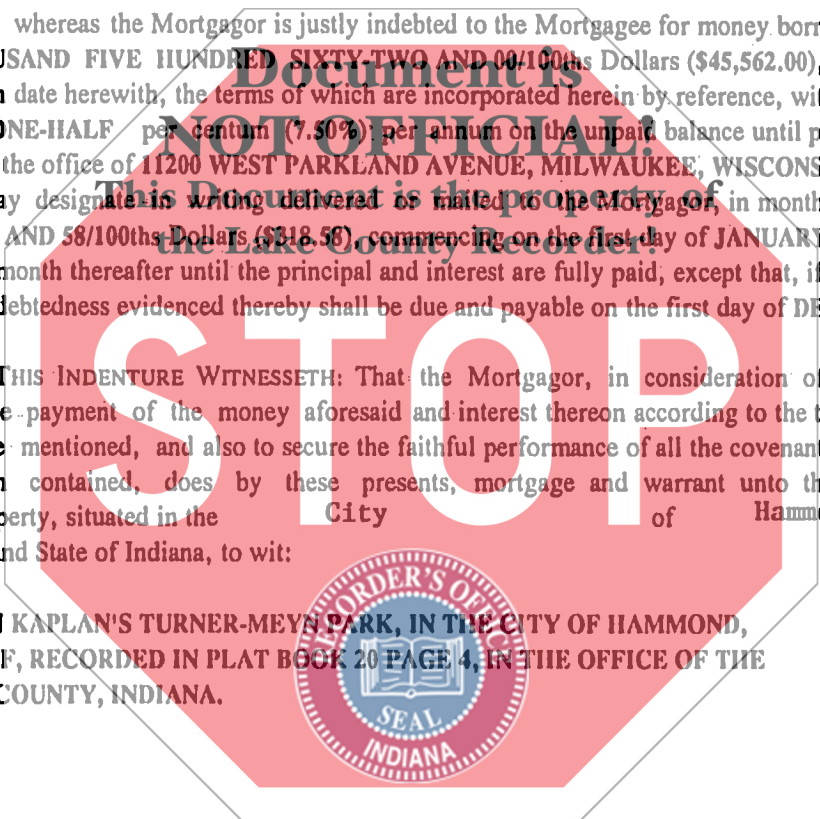 whereas the Mortgagor is justly indebted to the Mortgagee for money borr
USAND FIVE HUNDRED SIXTY-TWO AND 00/100ths Dollars ($45,562.00),
Document is
date herewith, the terms of which are incorporated herein by reference, wit
ONE-HALF per centum (7.50%) per annum on the unpaid balance until p
NOT OFFICIAL!
the office of 11200 WEST PARKLAND AVENUE, MILWAUKEE, WISCONS
ay designate in writing delivered or mailed to the Mortgagor, in month
This Document is the property of
AND 58/100ths Dollars ($318.58), commencing on the first day of JANUARY
the Lake County Recorder!
month thereafter until the principal and interest are fully paid, except that, if
debtedness evidenced thereby shall be due and payable on the first day of DE
STOP
THIS INDENTURE WITNESSETH: That the Mortgagor, in consideration of
e payment of the money aforesaid and interest thereon according to the t
e mentioned, and also to secure the faithful performance of all the covenant
n contained, does by these presents, mortgage and warrant unto th
perty, situated in the City of Hammo
nd State of Indiana, to wit:
KAPLAN'S TURNER-MEYN PARK, IN THE CITY OF HAMMOND,
F, RECORDED IN PLAT BOOK 20 PAGE 4, IN THE OFFICE OF THE
COUNTY, INDIANA.
RECORDER'S OFFICE
SEAL
INDIANA